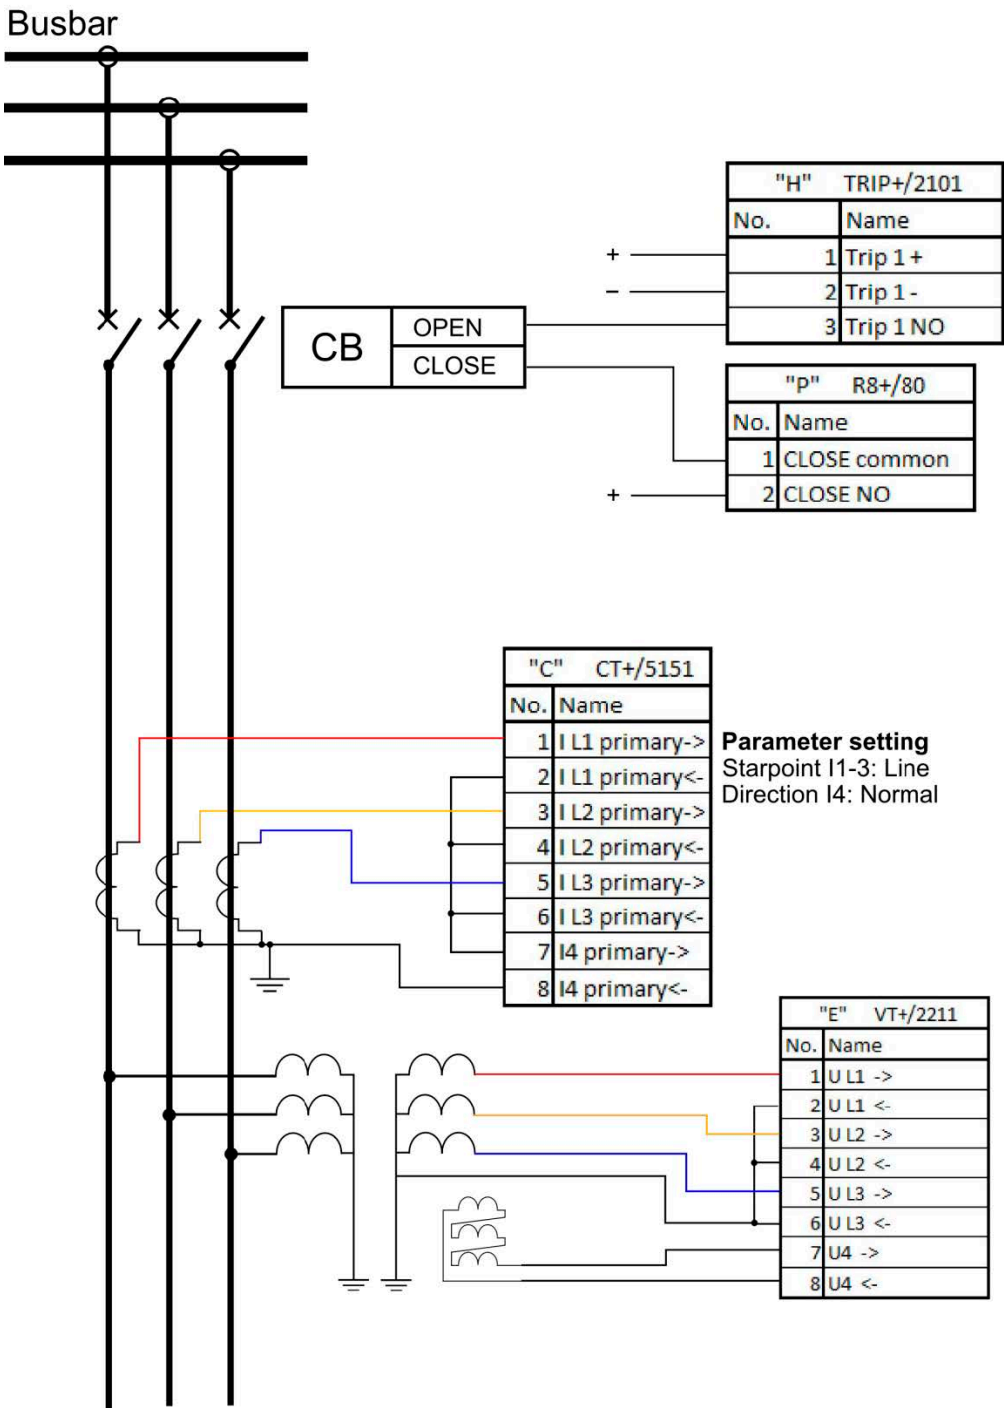 Busbar
"H" TRIP+/2101
No. Name
+ 1 Trip 1 +
− 2 Trip 1 -
3 Trip 1 NO
CB
OPEN
CLOSE
"P" R8+/80
No. Name
1 CLOSE common
+ 2 CLOSE NO
"C" CT+/5151
No. Name
1 I L1 primary->
2 I L1 primary<-
3 I L2 primary->
4 I L2 primary<-
5 I L3 primary->
6 I L3 primary<-
7 I4 primary->
8 I4 primary<-
Parameter setting
Starpoint I1-3: Line
Direction I4: Normal
"E" VT+/2211
No. Name
1 U L1 ->
2 U L1 <-
3 U L2 ->
4 U L2 <-
5 U L3 ->
6 U L3 <-
7 U4 ->
8 U4 <-